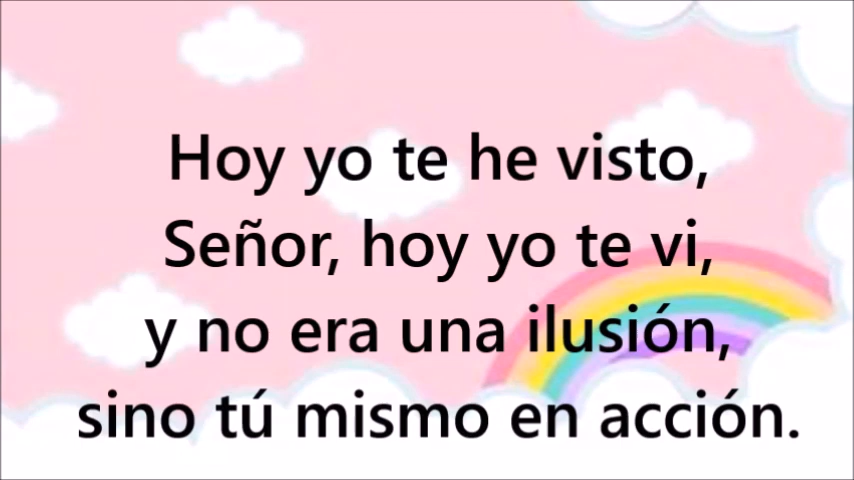 Hoy yo te he visto,
Señor, hoy yo te vi,
y no era una ilusión,
sino tú mismo en acción.